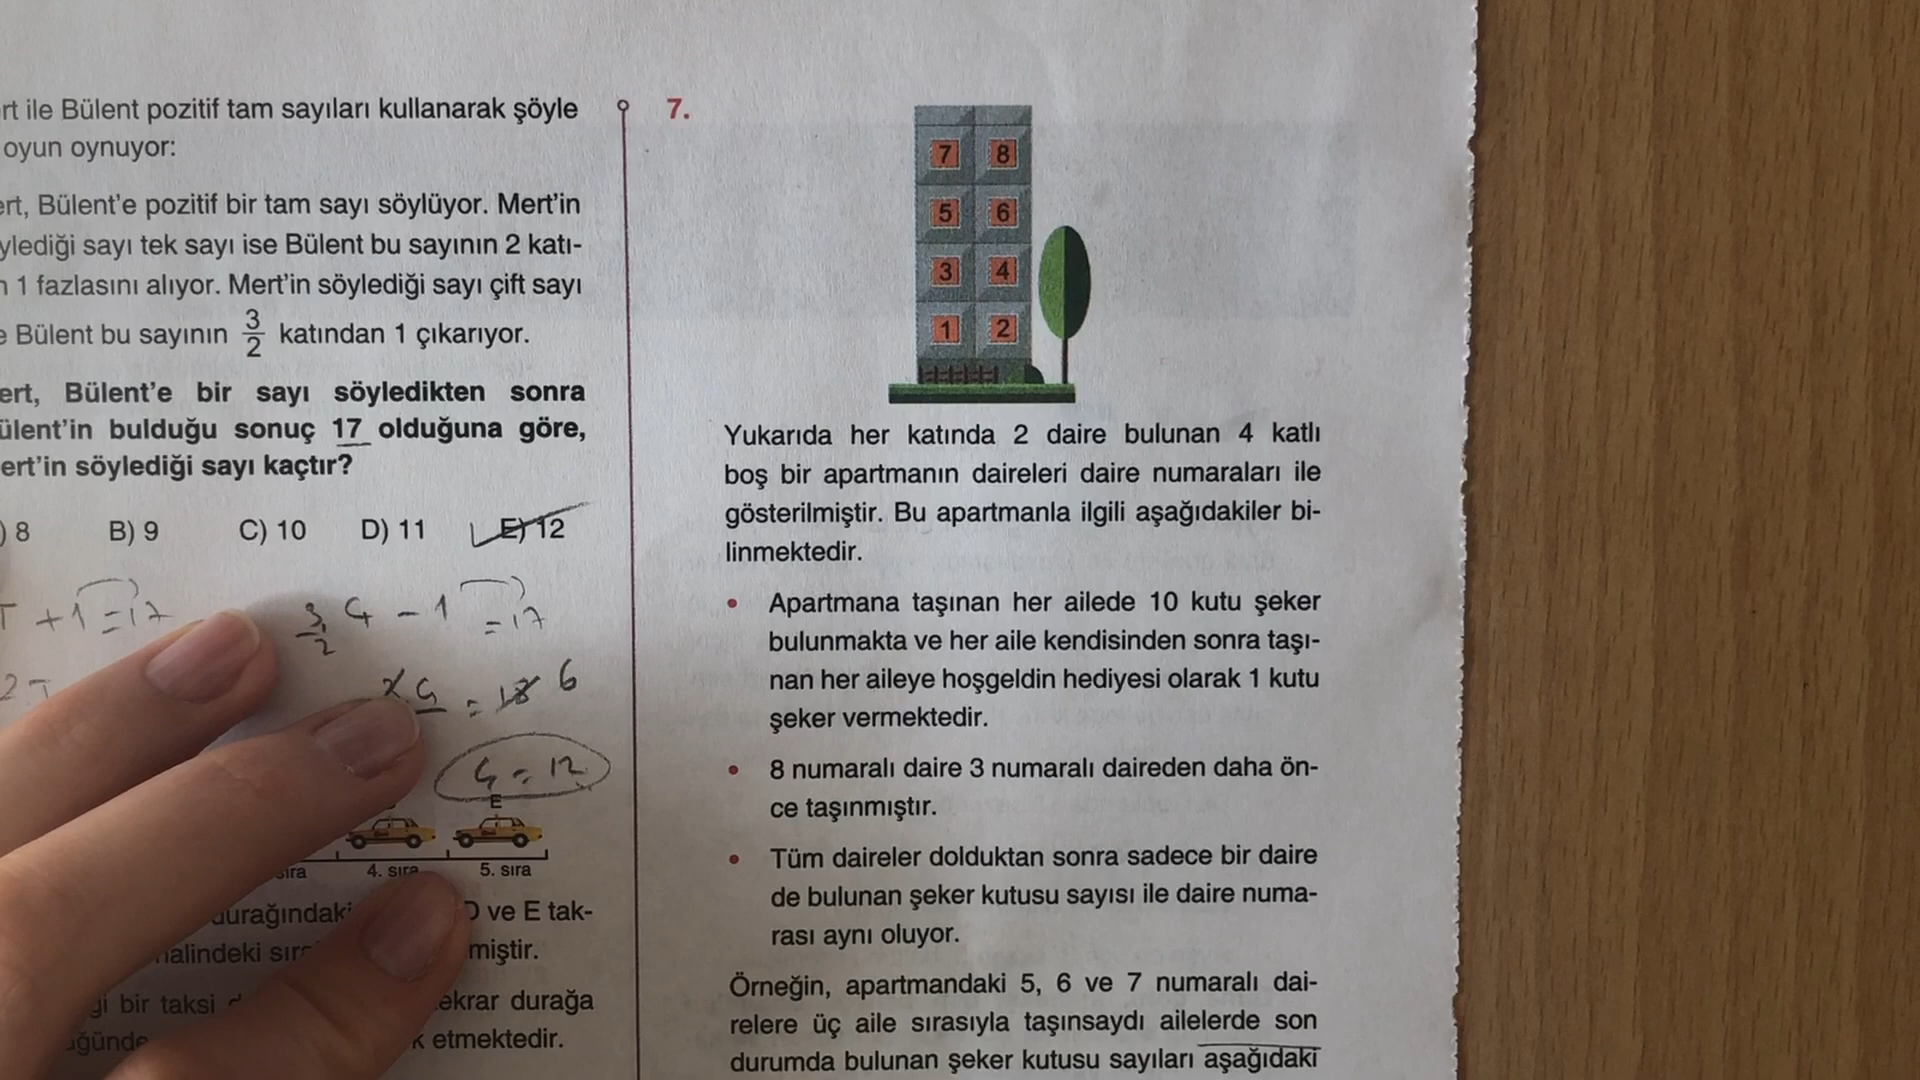 rt ile Bülent pozitif tam sayıları kullanarak şöyle
oyun oynuyor:
ert, Bülent'e pozitif bir tam sayı söylüyor. Mert'in
ylediği sayı tek sayı ise Bülent bu sayının 2 katı-
n 1 fazlasını alıyor. Mert'in söylediği sayı çift sayı
e Bülent bu sayının 3/2 katından 1 çıkarıyor.
ert, Bülent'e bir sayı söyledikten sonra
ülent'in bulduğu sonuç 17 olduğuna göre,
ert'in söylediği sayı kaçtır?
) 8 B) 9 C) 10 D) 11 E) 12
T + 1 = 17
2T
3/2 Ç - 1 = 17
Ç = 18 6
Ç = 12
E
sıra 4. sıra 5. sıra
durağındaki D ve E tak-
halindeki sır miştir.
gi bir taksi ekrar durağa
ğünde k etmektedir.
7.
7 8
5 6
3 4
1 2
Yukarıda her katında 2 daire bulunan 4 katlı
boş bir apartmanın daireleri daire numaraları ile
gösterilmiştir. Bu apartmanla ilgili aşağıdakiler bi-
linmektedir.
• Apartmana taşınan her ailede 10 kutu şeker
bulunmakta ve her aile kendisinden sonra taşı-
nan her aileye hoşgeldin hediyesi olarak 1 kutu
şeker vermektedir.
• 8 numaralı daire 3 numaralı daireden daha ön-
ce taşınmıştır.
• Tüm daireler dolduktan sonra sadece bir daire
de bulunan şeker kutusu sayısı ile daire numa-
rası aynı oluyor.
Örneğin, apartmandaki 5, 6 ve 7 numaralı dai-
relere üç aile sırasıyla taşınsaydı ailelerde son
durumda bulunan şeker kutusu sayıları aşağıdaki